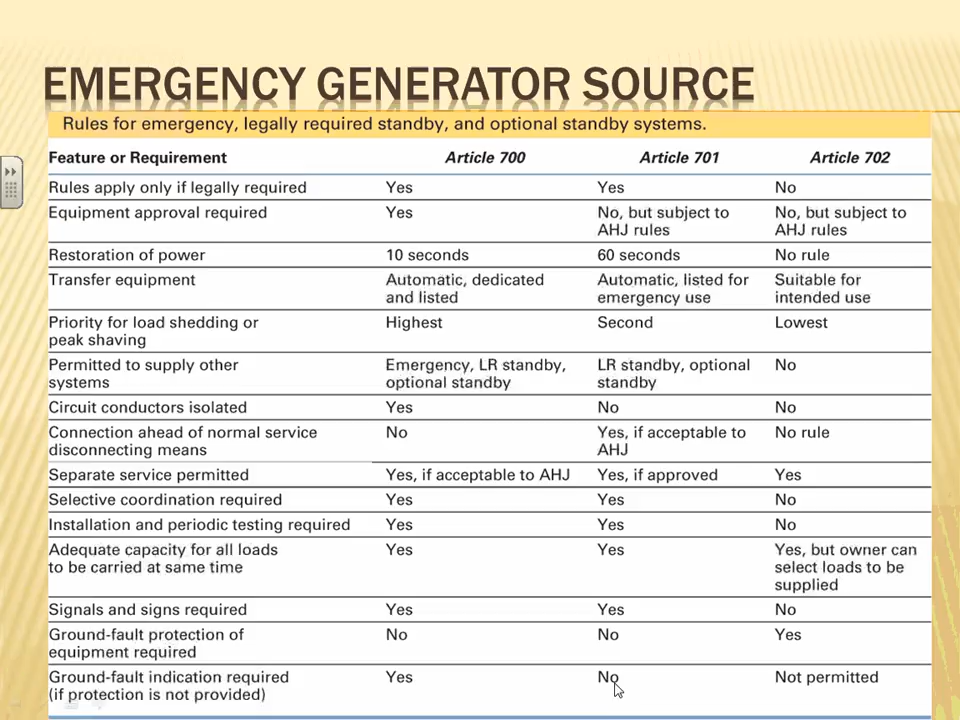 EMERGENCY GENERATOR SOURCE
Rules for emergency, legally required standby, and optional standby systems.
Feature or Requirement Article 700 Article 701 Article 702
Rules apply only if legally required Yes Yes No
Equipment approval required Yes No, but subject to No, but subject to
AHJ rules AHJ rules
Restoration of power 10 seconds 60 seconds No rule
Transfer equipment Automatic, dedicated Automatic, listed for Suitable for
and listed emergency use intended use
Priority for load shedding or Highest Second Lowest
peak shaving
Permitted to supply other Emergency, LR standby, LR standby, optional No
systems optional standby standby
Circuit conductors isolated Yes No No
Connection ahead of normal service No Yes, if acceptable to No rule
disconnecting means AHJ
Separate service permitted Yes, if acceptable to AHJ Yes, if approved Yes
Selective coordination required Yes Yes No
Installation and periodic testing required Yes Yes No
Adequate capacity for all loads Yes Yes Yes, but owner can
to be carried at same time select loads to be
supplied
Signals and signs required Yes Yes No
Ground-fault protection of No No Yes
equipment required
Ground-fault indication required Yes No Not permitted
(if protection is not provided)